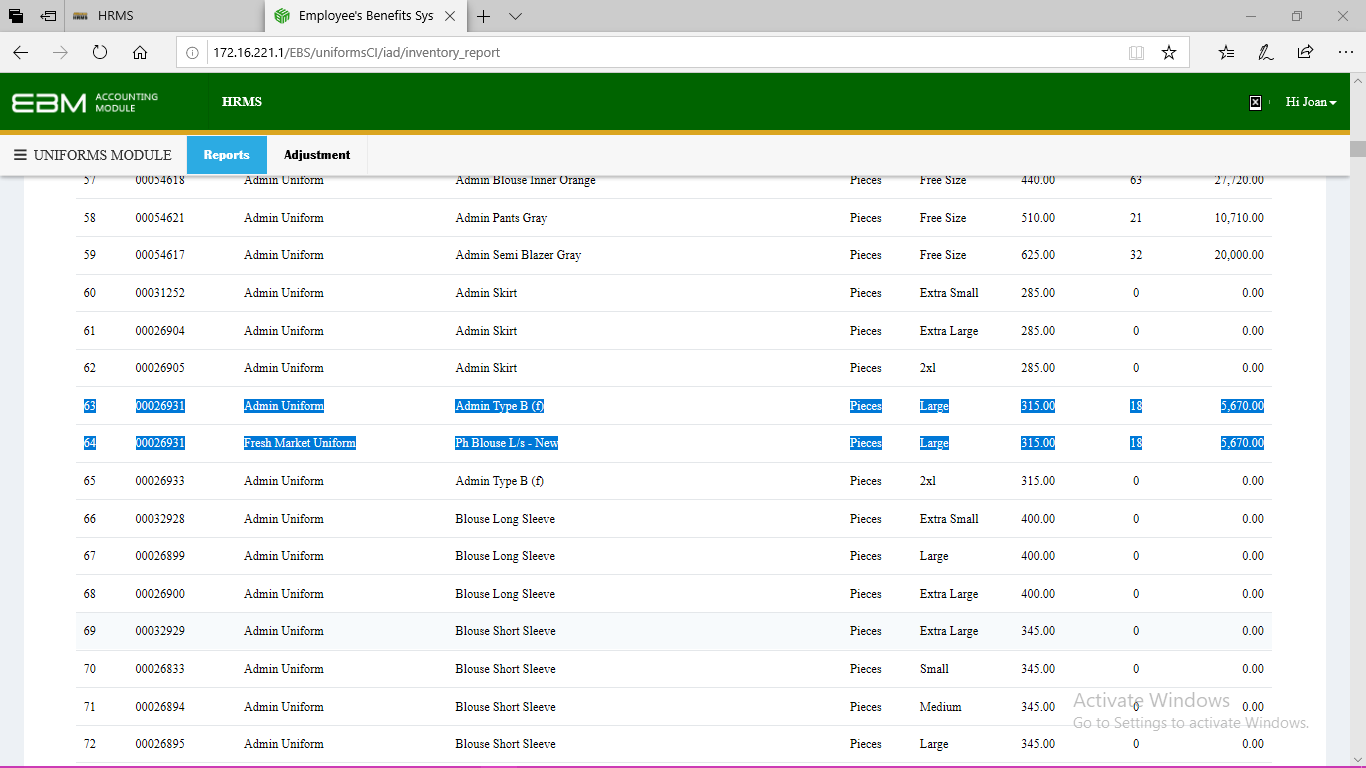 HRMS
Employee's Benefits Sys
172.16.221.1/EBS/uniformsCI/iad/inventory_report
EBM ACCOUNTING MODULE HRMS Hi Joan
UNIFORMS MODULE Reports Adjustment
57 00054618 Admin Uniform Admin Blouse Inner Orange Pieces Free Size 440.00 63 27,720.00
58 00054621 Admin Uniform Admin Pants Gray Pieces Free Size 510.00 21 10,710.00
59 00054617 Admin Uniform Admin Semi Blazer Gray Pieces Free Size 625.00 32 20,000.00
60 00031252 Admin Uniform Admin Skirt Pieces Extra Small 285.00 0 0.00
61 00026904 Admin Uniform Admin Skirt Pieces Extra Large 285.00 0 0.00
62 00026905 Admin Uniform Admin Skirt Pieces 2xl 285.00 0 0.00
63 00026931 Admin Uniform Admin Type B (f) Pieces Large 315.00 18 5,670.00
64 00026931 Fresh Market Uniform Ph Blouse L/s - New Pieces Large 315.00 18 5,670.00
65 00026933 Admin Uniform Admin Type B (f) Pieces 2xl 315.00 0 0.00
66 00032928 Admin Uniform Blouse Long Sleeve Pieces Extra Small 400.00 0 0.00
67 00026899 Admin Uniform Blouse Long Sleeve Pieces Large 400.00 0 0.00
68 00026900 Admin Uniform Blouse Long Sleeve Pieces Extra Large 400.00 0 0.00
69 00032929 Admin Uniform Blouse Short Sleeve Pieces Extra Large 345.00 0 0.00
70 00026833 Admin Uniform Blouse Short Sleeve Pieces Small 345.00 0 0.00
71 00026894 Admin Uniform Blouse Short Sleeve Pieces Medium 345.00 0 0.00
72 00026895 Admin Uniform Blouse Short Sleeve Pieces Large 345.00 0 0.00
Activate Windows
Go to Settings to activate Windows.